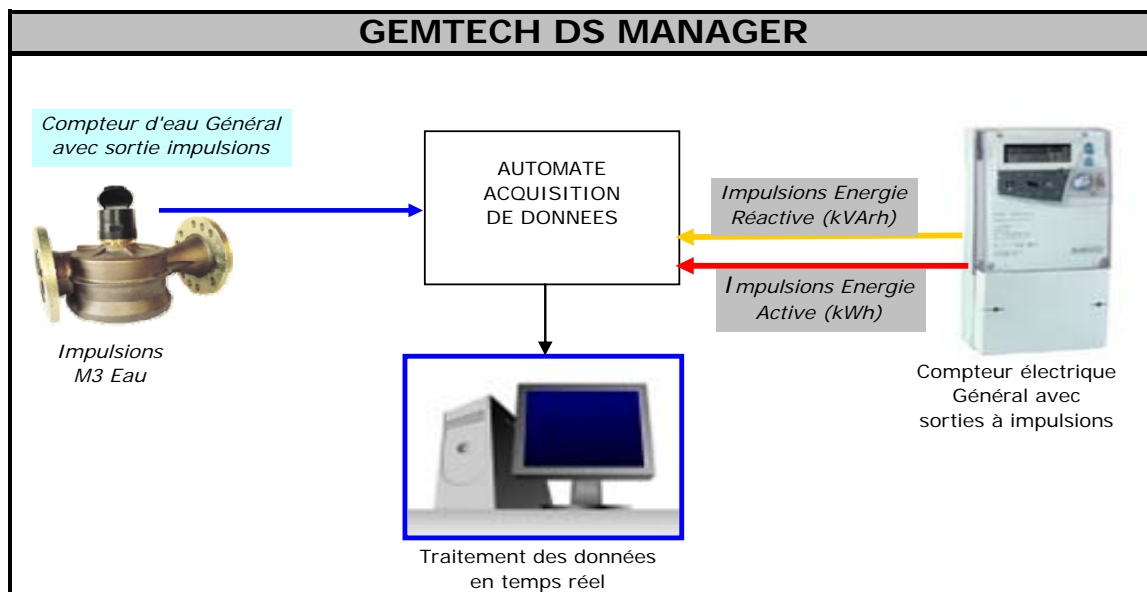 GEMTECH DS MANAGER
Compteur d'eau Général
avec sortie impulsions
AUTOMATE
ACQUISITION
DE DONNEES
Impulsions Energie
Réactive (kVArh)
Impulsions Energie
Active (kWh)
Impulsions
M3 Eau
Compteur électrique
Général avec
sorties à impulsions
Traitement des données
en temps réel